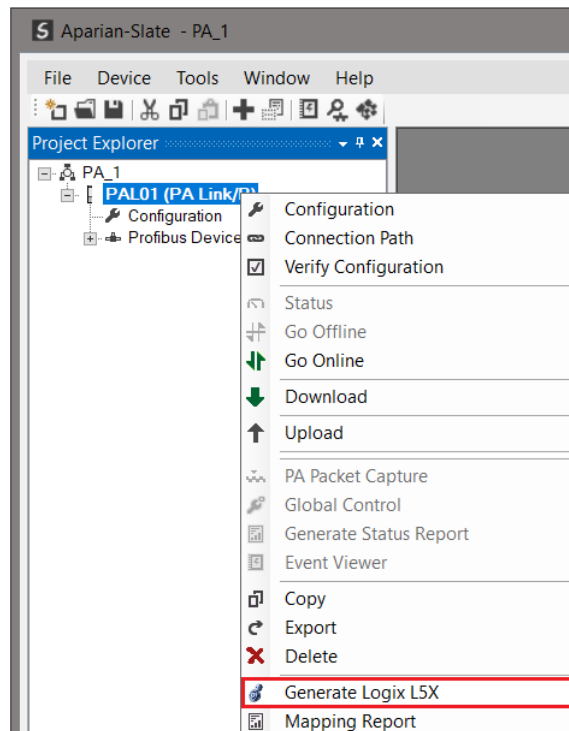 S Aparian-Slate - PA_1
File Device Tools Window Help
Project Explorer
PA_1
PAL01 (PA Link/B)
Configuration
Profibus Device
Configuration
Connection Path
Verify Configuration
Status
Go Offline
Go Online
Download
Upload
PA Packet Capture
Global Control
Generate Status Report
Event Viewer
Copy
Export
Delete
Generate Logix L5X
Mapping Report